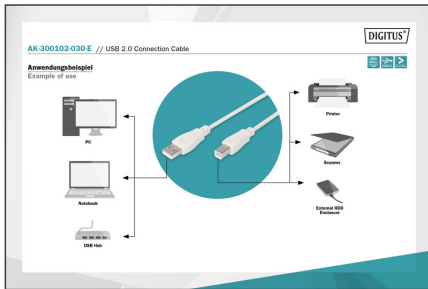 DIGITUS
AK-300102-030-E // USB 2.0 Connection Cable
Anwendungsbeispiel
Example of use
PC
Notebook
USB Hub
Printer
Scanner
External HDD
Enclosure